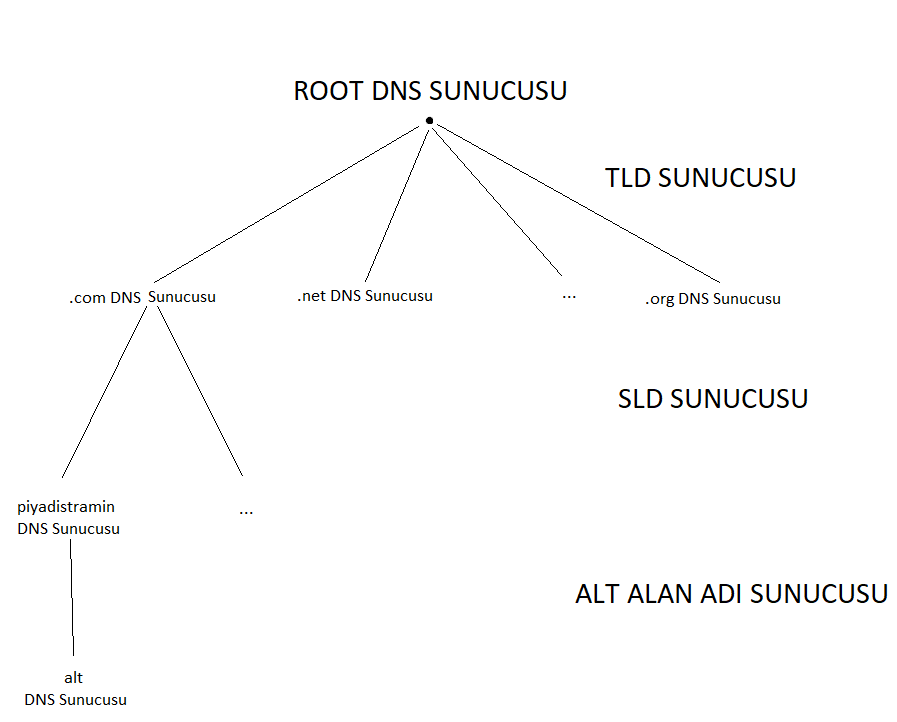 ROOT DNS SUNUCUSU
TLD SUNUCUSU
.com DNS Sunucusu
.net DNS Sunucusu
...
.org DNS Sunucusu
SLD SUNUCUSU
piyadistramin
DNS Sunucusu
...
ALT ALAN ADI SUNUCUSU
alt
DNS Sunucusu